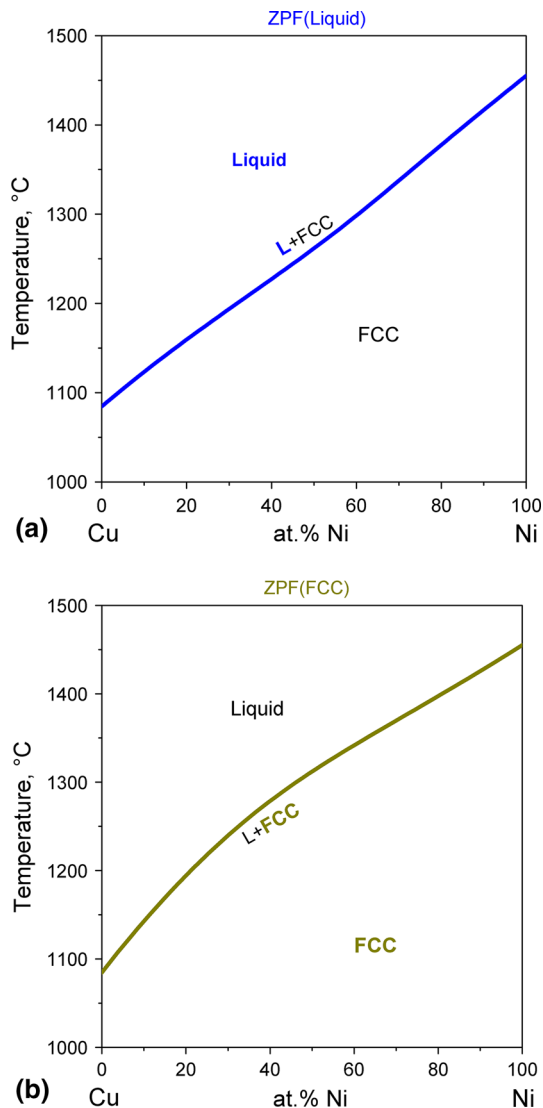 ZPF(Liquid)
1500
1400
1300
1200
1100
1000
Temperature, °C
Liquid
L+FCC
FCC
0
20
40
60
80
100
(a)
Cu
at.% Ni
Ni
ZPF(FCC)
1500
1400
1300
1200
1100
1000
Temperature, °C
Liquid
L+FCC
FCC
0
20
40
60
80
100
(b)
Cu
at.% Ni
Ni